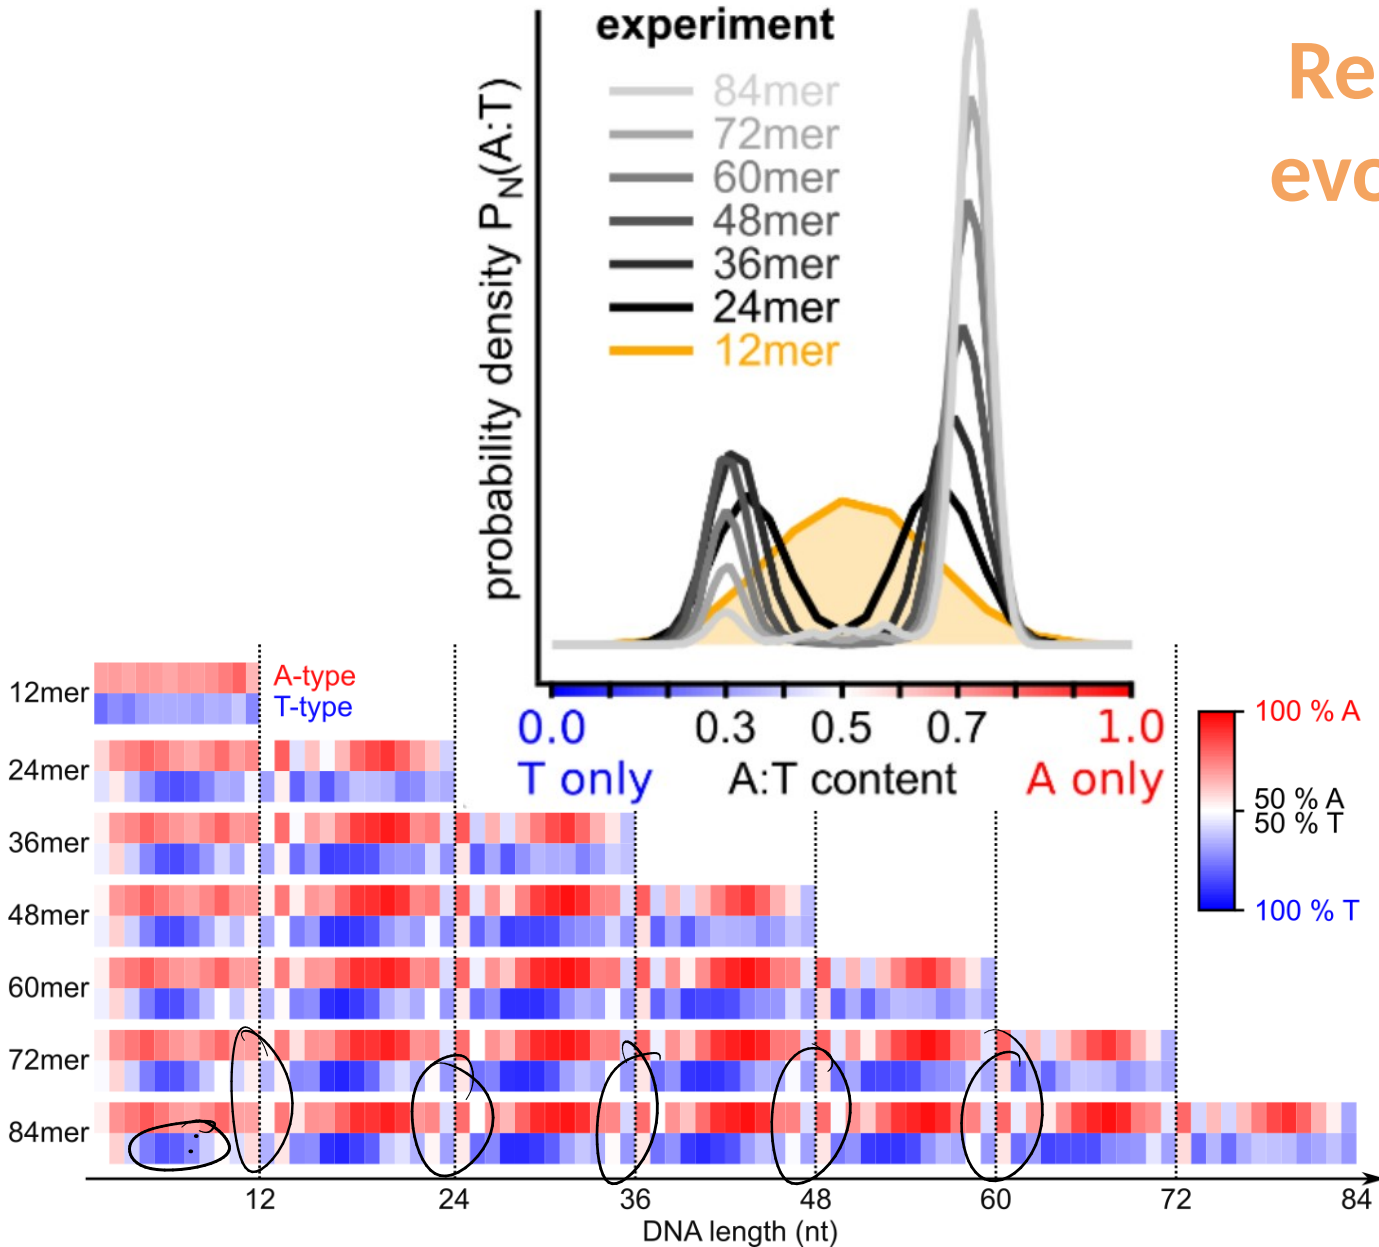 experiment
84mer
72mer
60mer
48mer
36mer
24mer
12mer
probability density P_N(A:T)
0.0 0.3 0.5 0.7 1.0
T only A:T content A only
Re
evo
12mer
A-type
T-type
24mer
36mer
48mer
60mer
72mer
84mer
100 % A
50 % A
50 % T
100 % T
12 24 36 48 60 72 84
DNA length (nt)